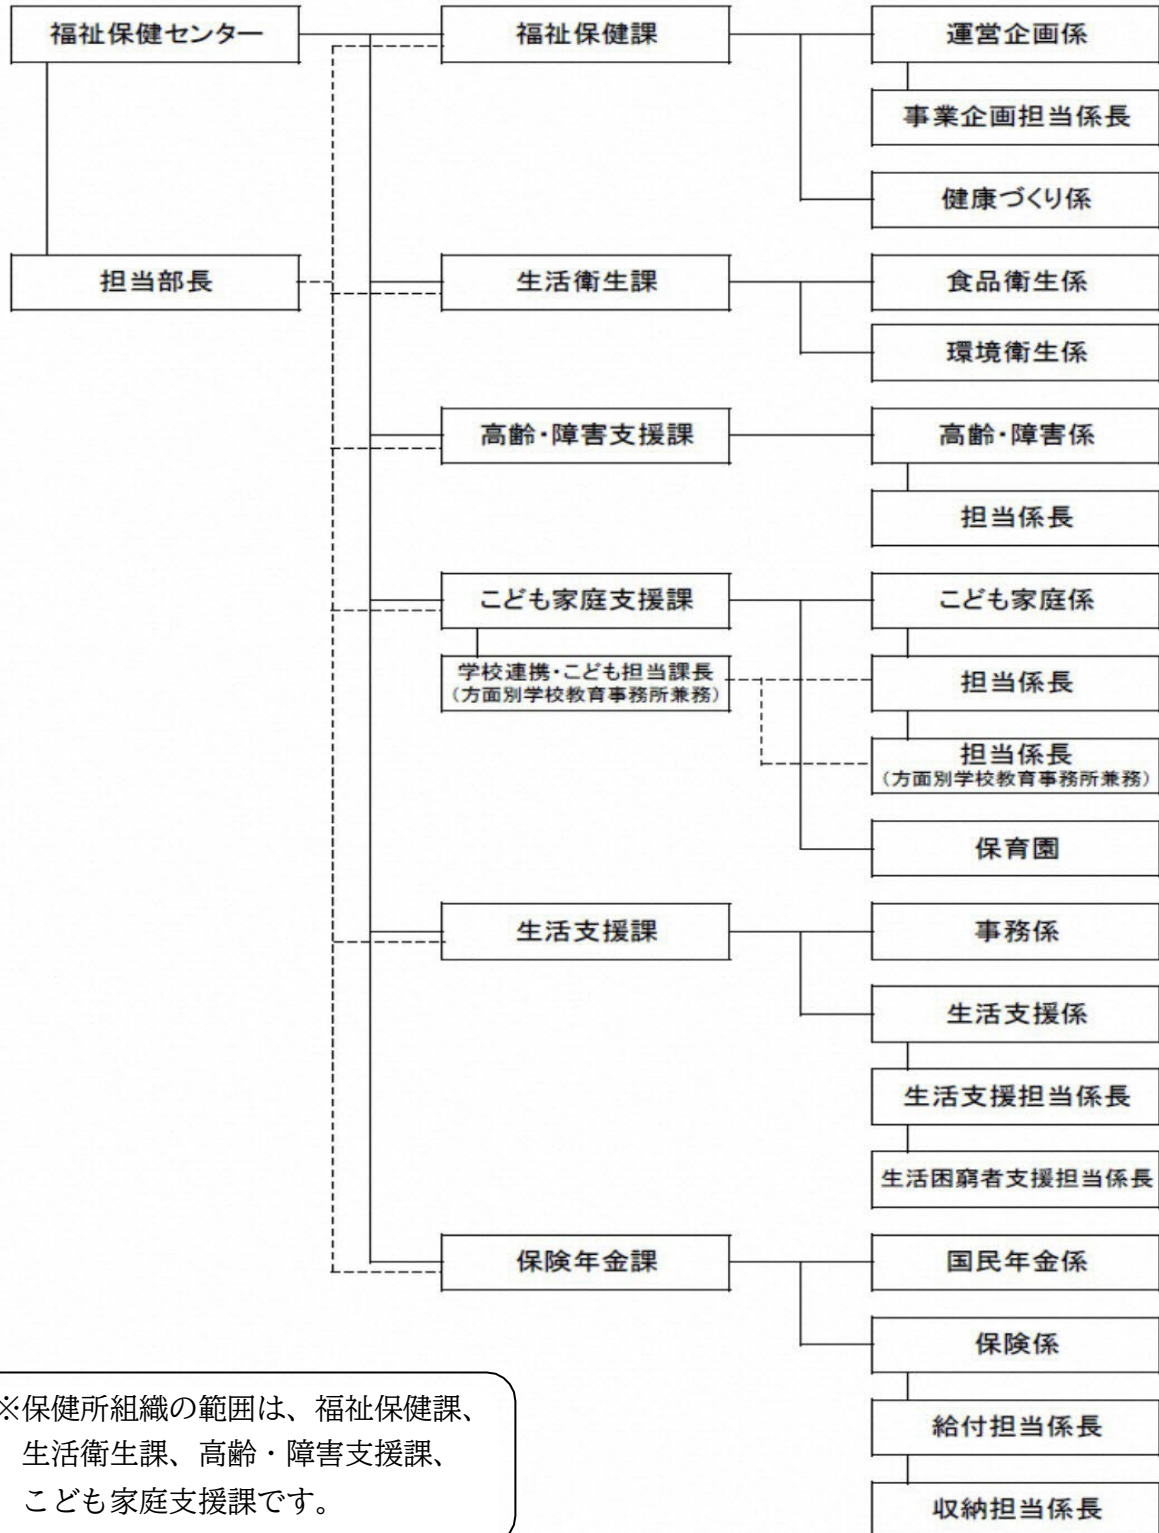 福祉保健センター
福祉保健課
運営企画係
事業企画担当係長
健康づくり係
担当部長
生活衛生課
食品衛生係
環境衛生係
高齢・障害支援課
高齢・障害係
担当係長
こども家庭支援課
こども家庭係
学校連携・こども担当課長
（方面別学校教育事務所兼務）
担当係長
担当係長
（方面別学校教育事務所兼務）
保育園
生活支援課
事務係
生活支援係
生活支援担当係長
生活困窮者支援担当係長
保険年金課
国民年金係
保険係
給付担当係長
収納担当係長
※保健所組織の範囲は、福祉保健課、
生活衛生課、高齢・障害支援課、
こども家庭支援課です。